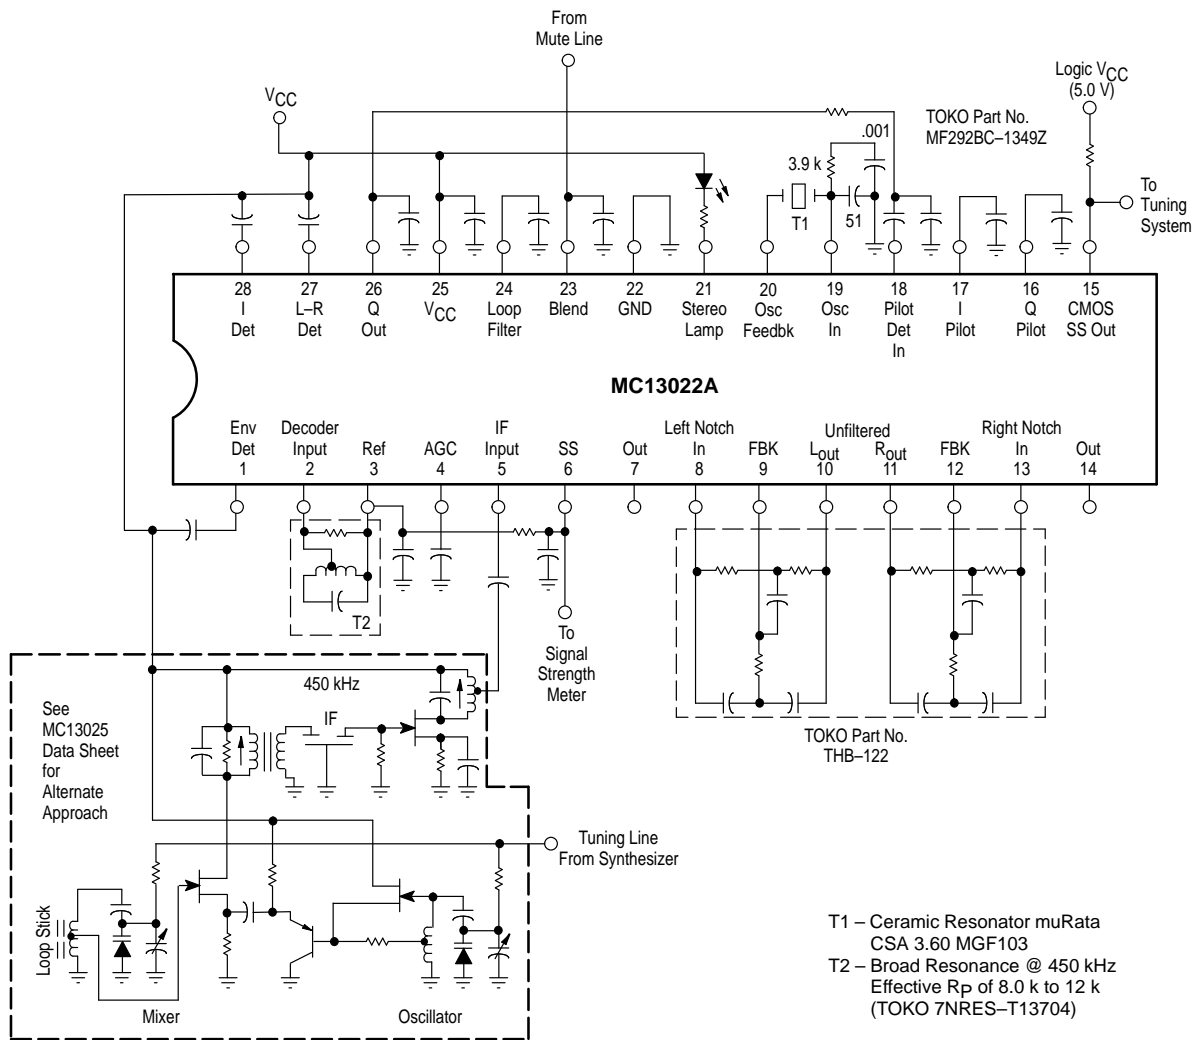 From
Mute Line
Logic VCC
(5.0 V)
VCC
TOKO Part No.
MF292BC–1349Z
.001
3.9 k
To
Tuning
System
T1
51
28
I
Det
27
L–R
Det
26
Q
Out
25
VCC
24
Loop
Filter
23
Blend
22
GND
21
Stereo
Lamp
20
Osc
Feedbk
19
Osc
In
18
Pilot
Det
In
17
I
Pilot
16
Q
Pilot
15
CMOS
SS Out
MC13022A
Env
Det
1
Decoder
Input
2
Ref
3
AGC
4
IF
Input
5
SS
6
Out
7
Left Notch
In
8
FBK
9
Unfiltered
Lout
10
Rout
11
FBK
12
Right Notch
In
13
Out
14
T2
To
Signal
Strength
Meter
TOKO Part No.
THB–122
See
MC13025
Data Sheet
for
Alternate
Approach
450 kHz
IF
Tuning Line
From Synthesizer
Loop Stick
Mixer
Oscillator
T1 – Ceramic Resonator muRata
CSA 3.60 MGF103
T2 – Broad Resonance @ 450 kHz
Effective RP of 8.0 k to 12 k
(TOKO 7NRES–T13704)